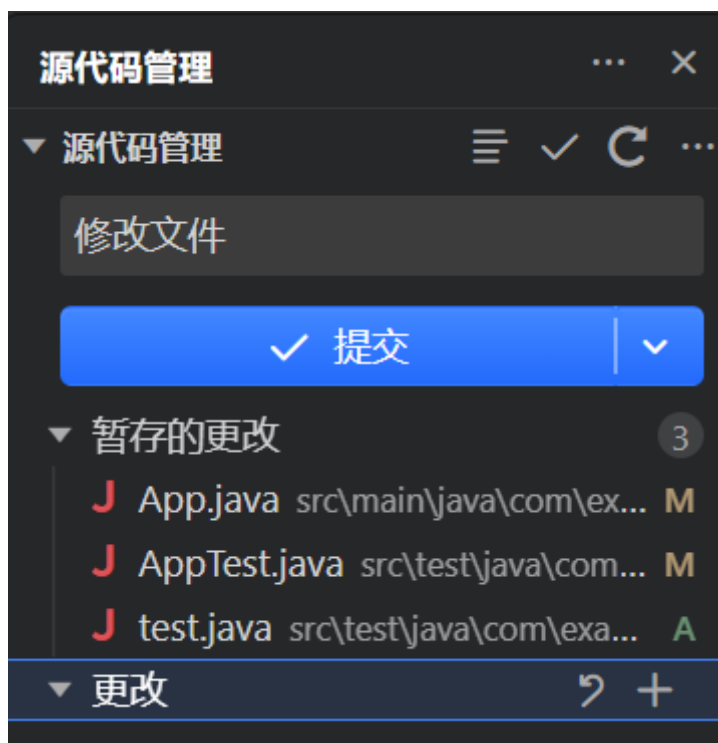 源代码管理
源代码管理
修改文件
提交
暂存的更改 3
J App.java src\main\java\com\ex... M
J AppTest.java src\test\java\com... M
J test.java src\test\java\com\exa... A
更改